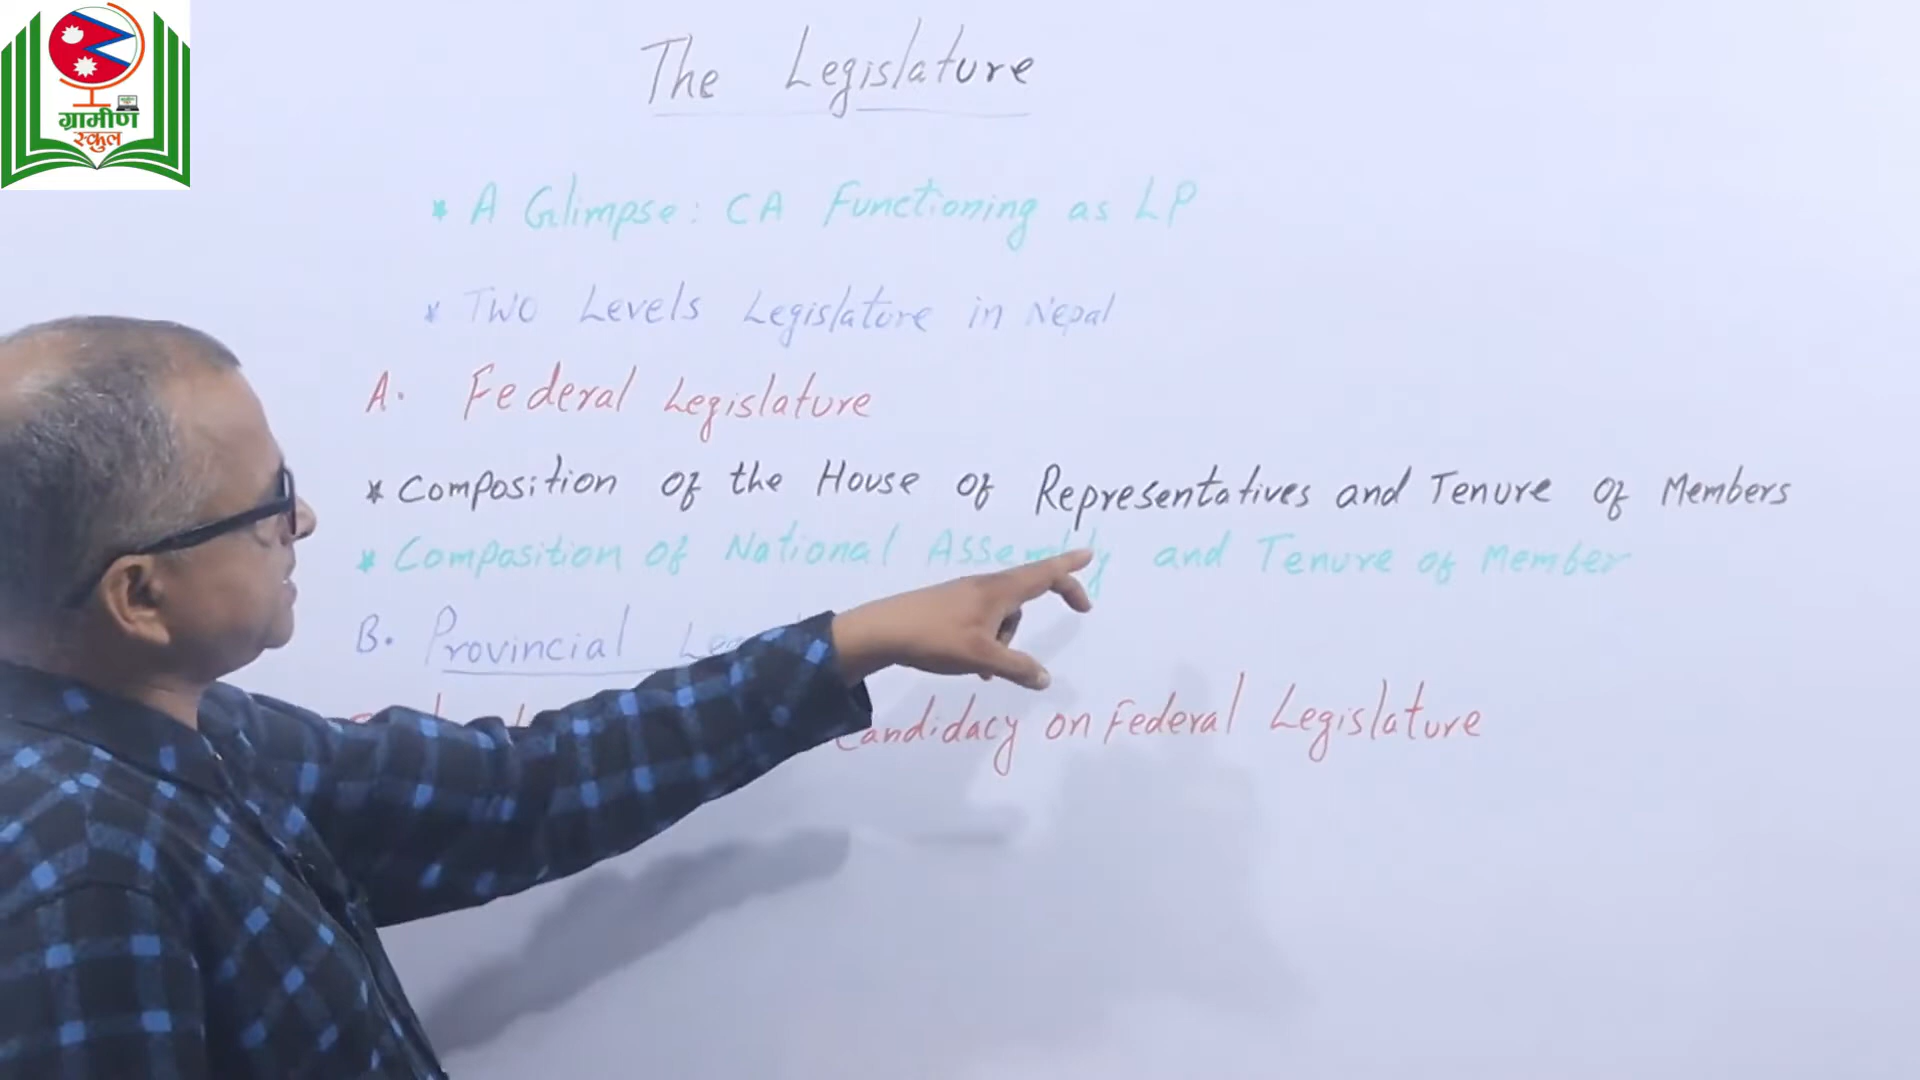 ग्रामीण
स्कुल
The Legislature
* A Glimpse: CA Functioning as LP
* Two Levels Legislature in Nepal
A. Federal Legislature
* Composition of the House of Representatives and Tenure of Members
* Composition of National Assembly and Tenure of Member
B. Provincial
Candidacy on Federal Legislature